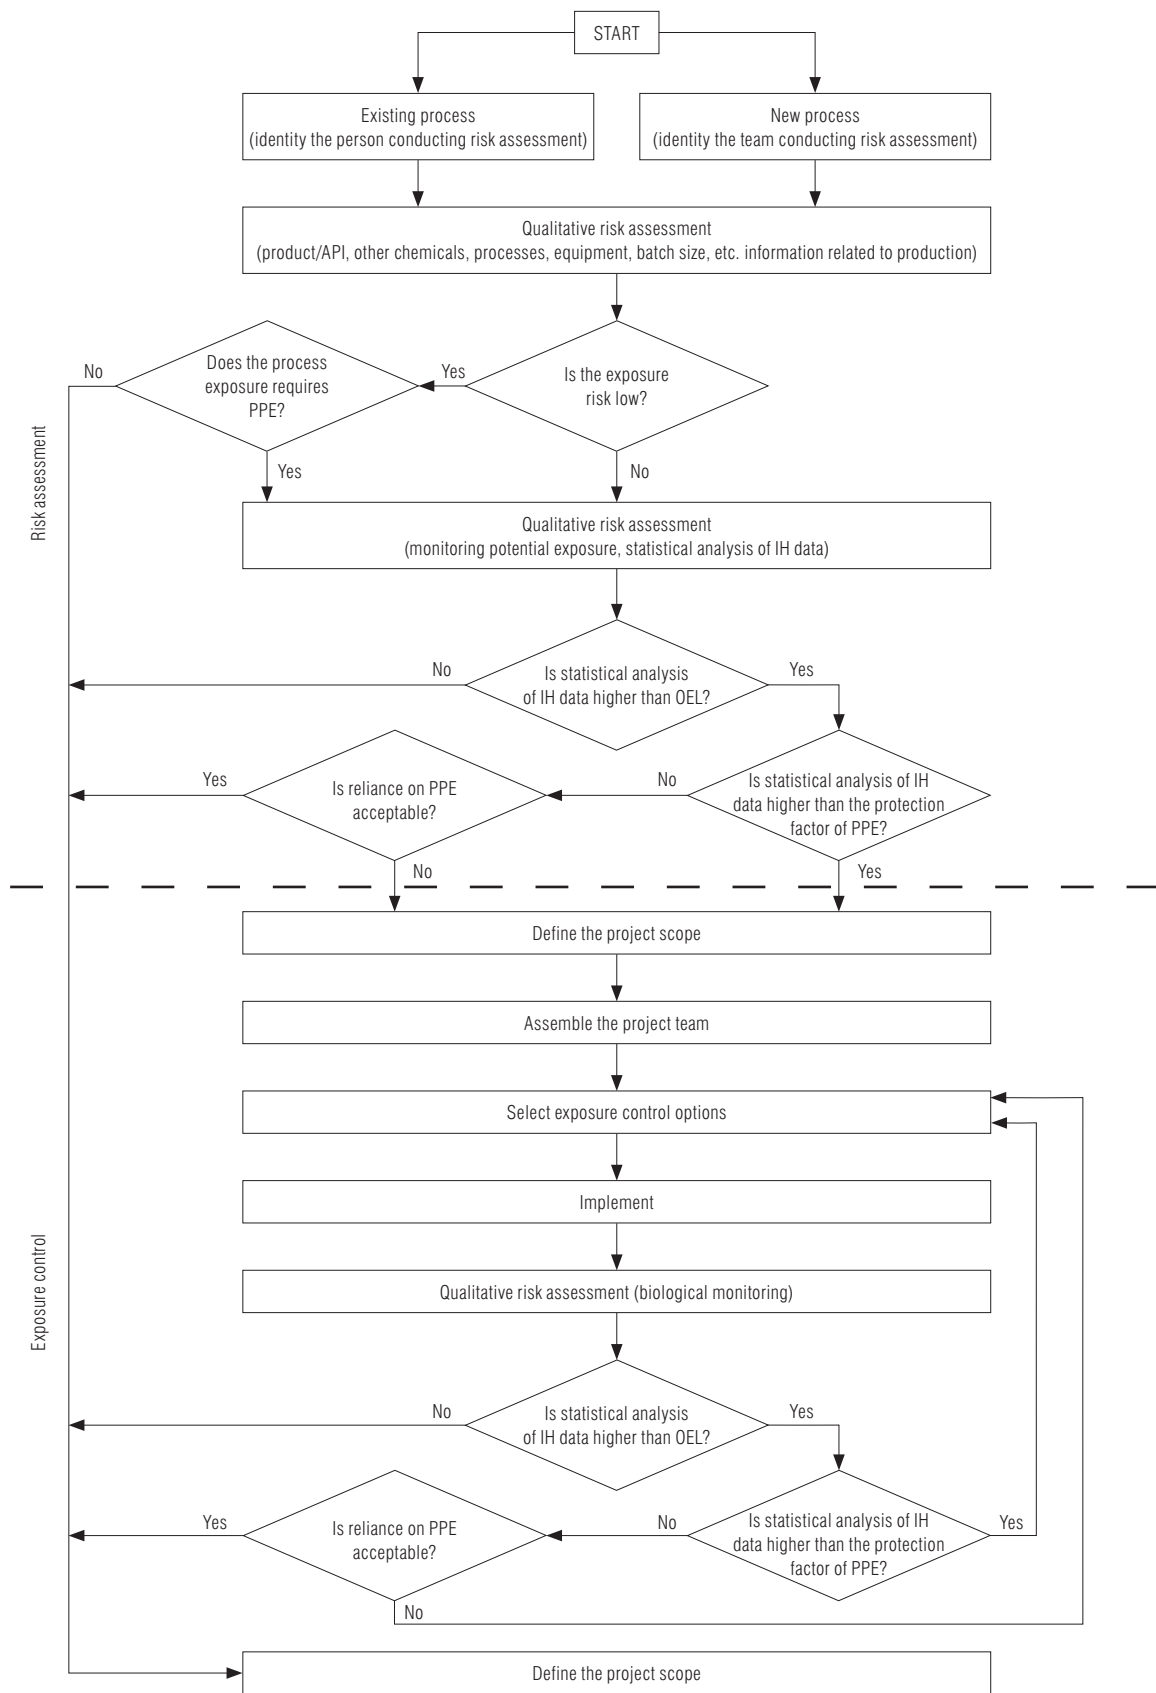 START
Existing process
(identity the person conducting risk assessment)
New process
(identity the team conducting risk assessment)
Qualitative risk assessment
(product/API, other chemicals, processes, equipment, batch size, etc. information related to production)
No
Does the process
exposure requires
PPE?
Yes
Is the exposure
risk low?
Yes
No
Risk assessment
Qualitative risk assessment
(monitoring potential exposure, statistical analysis of IH data)
No
Is statistical analysis
of IH data higher than OEL?
Yes
Yes
Is reliance on PPE
acceptable?
No
Is statistical analysis of IH
data higher than the protection
factor of PPE?
No
Yes
Define the project scope
Assemble the project team
Select exposure control options
Implement
Exposure control
Qualitative risk assessment (biological monitoring)
No
Is statistical analysis
of IH data higher than OEL?
Yes
Yes
Is reliance on PPE
acceptable?
No
Is statistical analysis of IH
data higher than the protection
factor of PPE?
Yes
No
Define the project scope